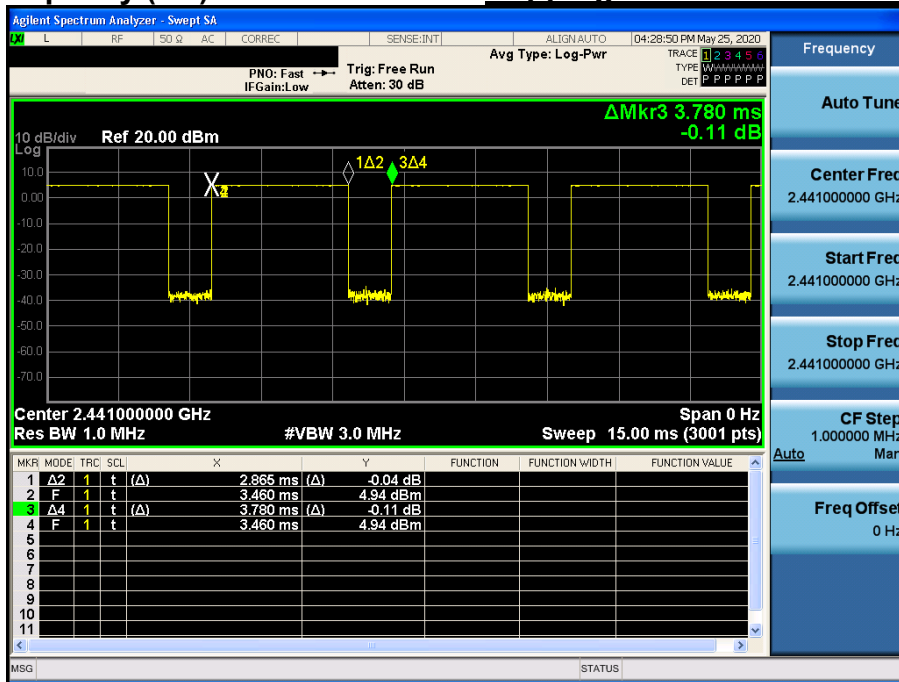 Agilent Spectrum Analyzer - Swept SA
LXI L RF 50 Ω AC CORREC SENSE:INT ALIGN AUTO 04:28:50 PM May 25, 2020
Avg Type: Log-Pwr TRACE 1 2 3 4 5 6
PNO: Fast Trig: Free Run TYPE WWWWWW
IFGain:Low Atten: 30 dB DET P P P P P P
Frequency
Auto Tune
ΔMkr3 3.780 ms
10 dB/div Ref 20.00 dBm -0.11 dB
Log
1Δ2 3Δ4
10.0
0.00
-10.0
-20.0
-30.0
-40.0
-50.0
-60.0
-70.0
Center Freq
2.441000000 GHz
Start Freq
2.441000000 GHz
Stop Freq
2.441000000 GHz
Center 2.441000000 GHz Span 0 Hz
Res BW 1.0 MHz #VBW 3.0 MHz Sweep 15.00 ms (3001 pts)
CF Step
1.000000 MHz
Auto Man
Freq Offset
0 Hz
MKR MODE TRC SCL X Y FUNCTION FUNCTION WIDTH FUNCTION VALUE
1 Δ2 1 t (Δ) 2.865 ms (Δ) -0.04 dB
2 F 1 t 3.460 ms 4.94 dBm
3 Δ4 1 t (Δ) 3.780 ms (Δ) -0.11 dB
4 F 1 t 3.460 ms 4.94 dBm
5
6
7
8
9
10
11
MSG STATUS